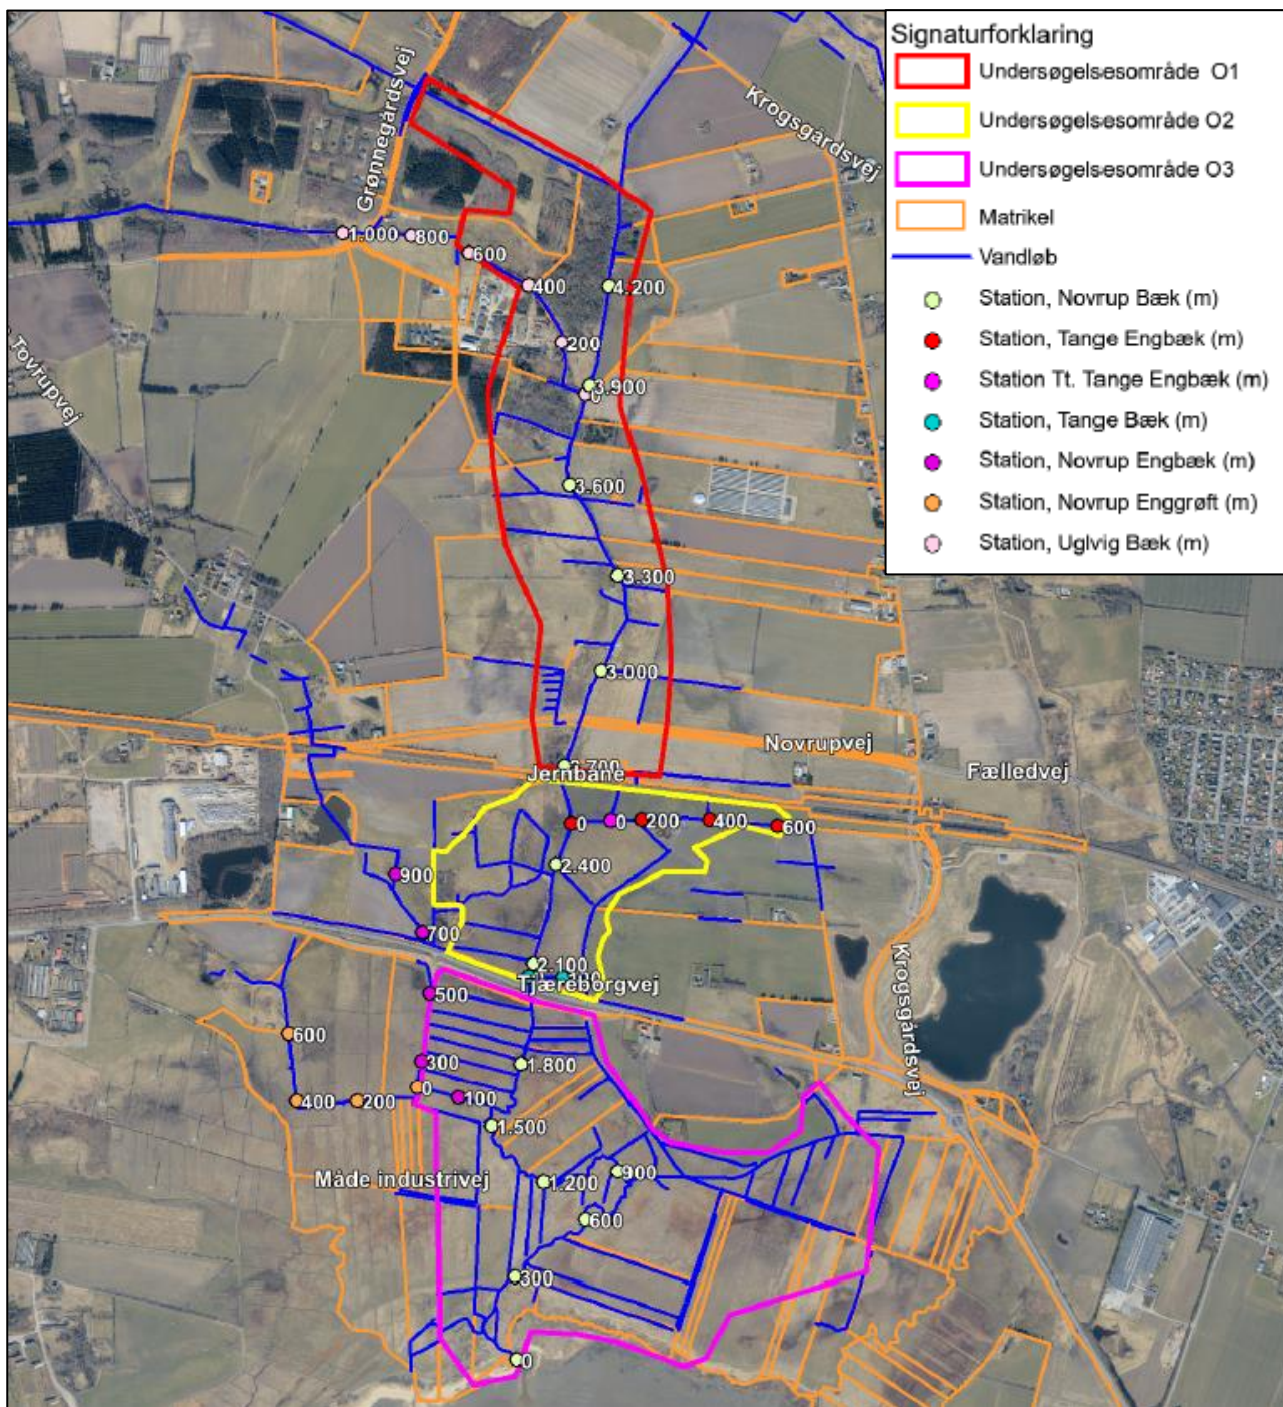 Signaturforklaring
Undersøgelsesområde O1
Undersøgelsesområde O2
Undersøgelsesområde O3
Matrikel
Vandløb
Station, Novrup Bæk (m)
Station, Tange Engbæk (m)
Station Tt. Tange Engbæk (m)
Station, Tange Bæk (m)
Station, Novrup Engbæk (m)
Station, Novrup Enggrøft (m)
Station, Uglvig Bæk (m)
Grønnegårdsvej
Krogsgårdsvej
1.000
800
600
400
4.200
200
3.900
0
Tovrupvej
3.600
3.300
3.000
Novrupvej
Fælledvej
2.700
Jernbane
0
0
200
400
600
2.400
900
700
2.100
Tjæreborgvej
Krogsgårdsvej
500
600
300
1.800
0
100
400
200
1.500
Måde industrivej
900
1.200
600
300
0